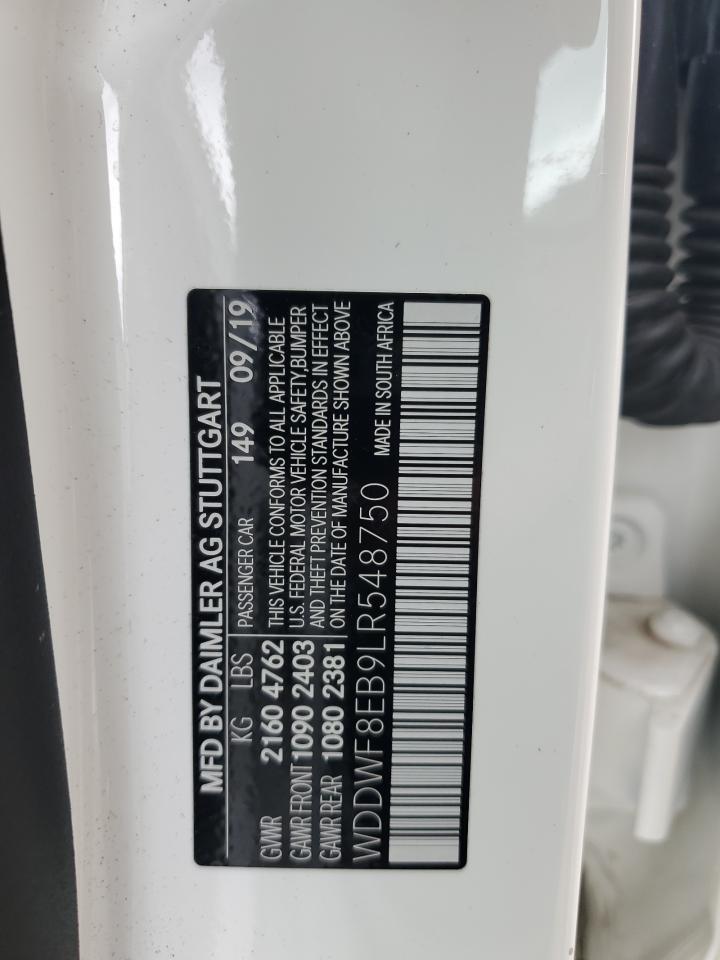 MFD BY DAIMLER AG STUTTGART
KG LBS PASSENGER CAR 149 09/19
GVWR 2160 4762 THIS VEHICLE CONFORMS TO ALL APPLICABLE
GAWR FRONT 1090 2403 U.S. FEDERAL MOTOR VEHICLE SAFETY,BUMPER
GAWR REAR 1080 2381 AND THEFT PREVENTION STANDARDS IN EFFECT
ON THE DATE OF MANUFACTURE SHOWN ABOVE
WDDWF8EB9LR548750 MADE IN SOUTH AFRICA